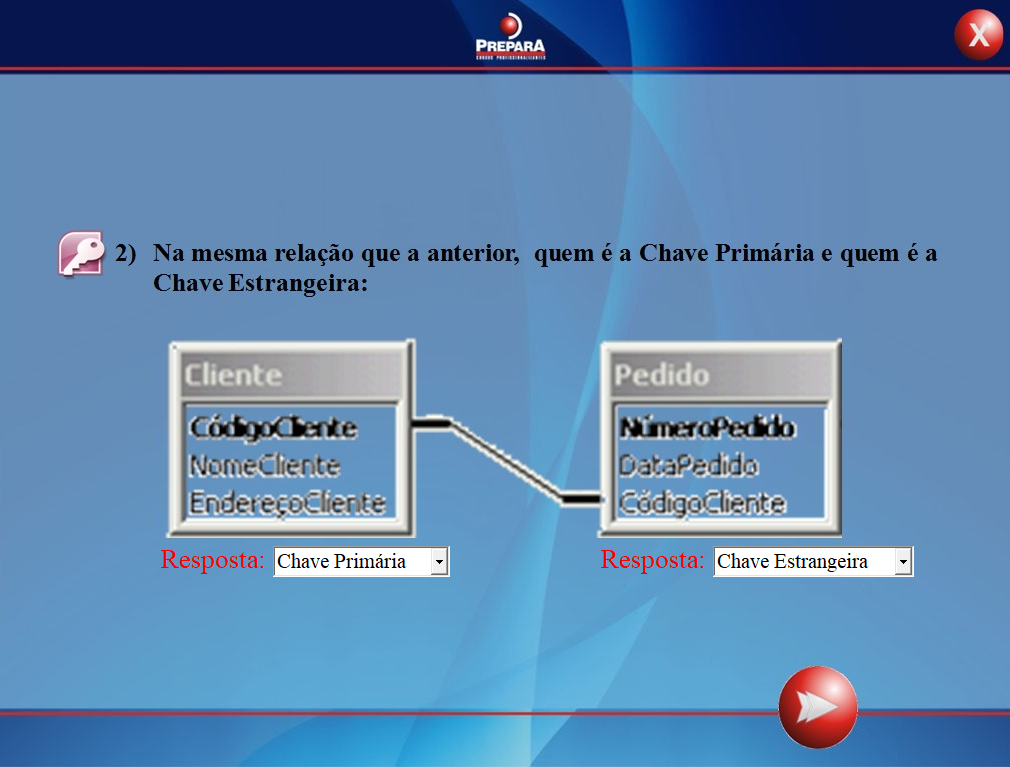 PREPARA
CURSOS PROFISSIONALIZANTES
X
2) Na mesma relação que a anterior, quem é a Chave Primária e quem é a
Chave Estrangeira:
Cliente
CódigoCliente
NomeCliente
EndereçoCliente
Pedido
NúmeroPedido
DataPedido
CódigoCliente
Resposta: Chave Primária
Resposta: Chave Estrangeira